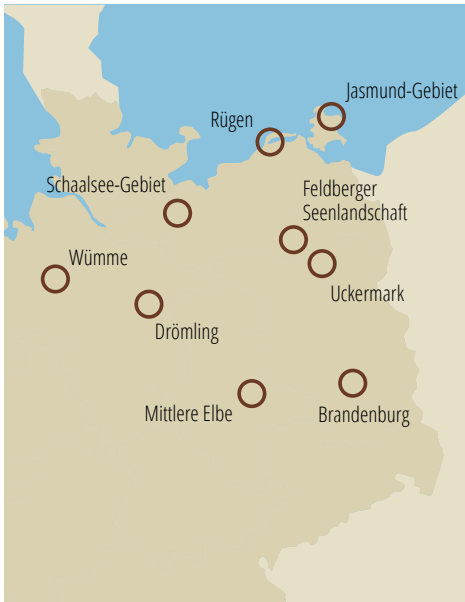 Jasmund-Gebiet
Rügen
Schaalsee-Gebiet
Feldberger
Seenlandschaft
Wümme
Uckermark
Drömling
Mittlere Elbe
Brandenburg